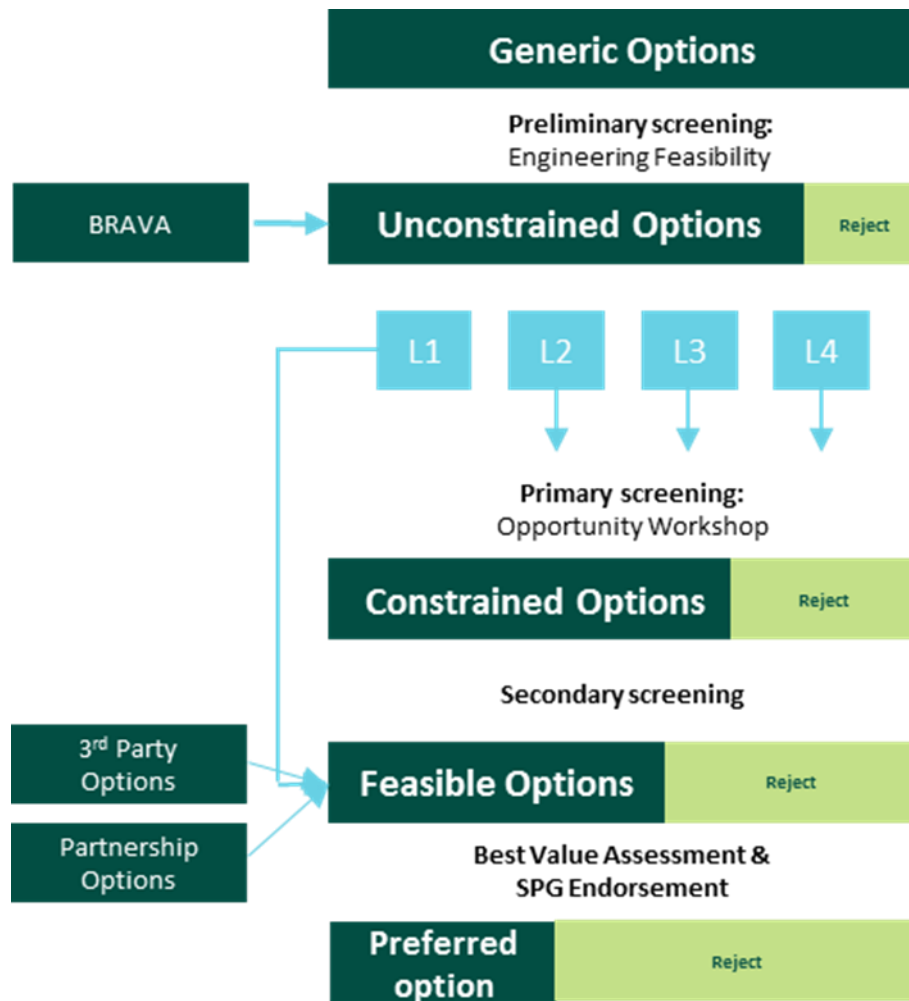 Generic Options
Preliminary screening:
Engineering Feasibility
BRAVA
Unconstrained Options
Reject
L1
L2
L3
L4
Primary screening:
Opportunity Workshop
Constrained Options
Reject
Secondary screening
3rd Party
Options
Feasible Options
Reject
Partnership
Options
Best Value Assessment &
SPG Endorsement
Preferred
option
Reject